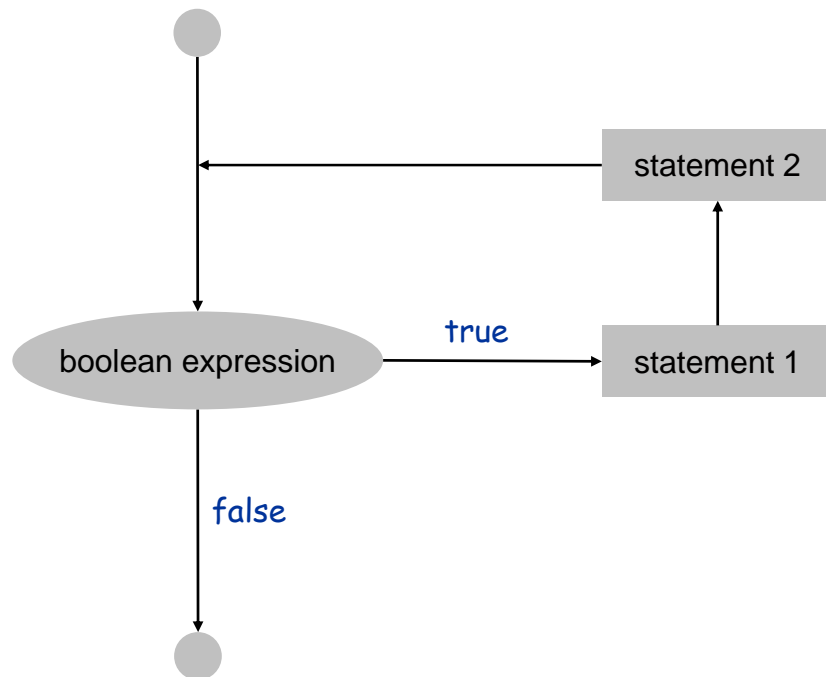 statement 2
boolean expression
true
statement 1
false